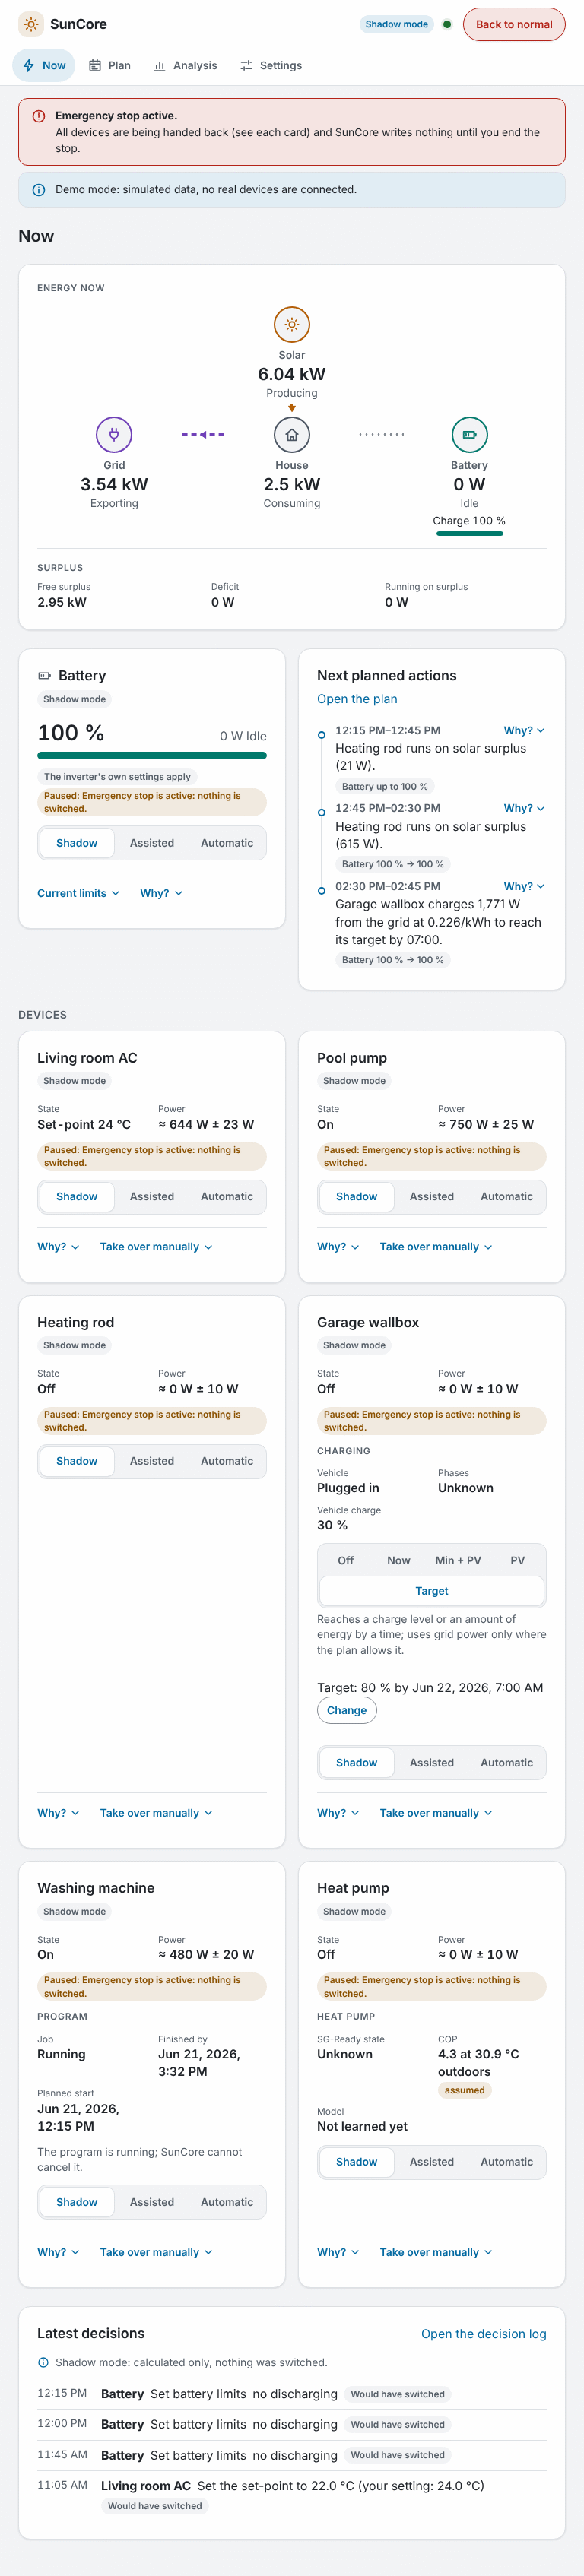 SunCore
Shadow mode
Back to normal
Now
Plan
Analysis
Settings
Emergency stop active.
All devices are being handed back (see each card) and SunCore writes nothing until you end the
stop.
Demo mode: simulated data, no real devices are connected.
Now
ENERGY NOW
Solar
6.04 kW
Producing
Grid
3.54 kW
Exporting
House
2.5 kW
Consuming
Battery
0 W
Idle
Charge 100 %
SURPLUS
Free surplus
2.95 kW
Deficit
0 W
Running on surplus
0 W
Battery
Shadow mode
100 %
0 W Idle
The inverter's own settings apply
Paused: Emergency stop is active: nothing is
switched.
Shadow
Assisted
Automatic
Current limits
Why?
Next planned actions
Open the plan
12:15 PM–12:45 PM
Why?
Heating rod runs on solar surplus
(21 W).
Battery up to 100 %
12:45 PM–02:30 PM
Why?
Heating rod runs on solar surplus
(615 W).
Battery 100 % → 100 %
02:30 PM–02:45 PM
Why?
Garage wallbox charges 1,771 W
from the grid at 0.226/kWh to reach
its target by 07:00.
Battery 100 % → 100 %
DEVICES
Living room AC
Shadow mode
State
Set-point 24 °C
Power
≈ 644 W ± 23 W
Paused: Emergency stop is active: nothing is
switched.
Shadow
Assisted
Automatic
Why?
Take over manually
Pool pump
Shadow mode
State
On
Power
≈ 750 W ± 25 W
Paused: Emergency stop is active: nothing is
switched.
Shadow
Assisted
Automatic
Why?
Take over manually
Heating rod
Shadow mode
State
Off
Power
≈ 0 W ± 10 W
Paused: Emergency stop is active: nothing is
switched.
Shadow
Assisted
Automatic
Why?
Take over manually
Garage wallbox
Shadow mode
State
Off
Power
≈ 0 W ± 10 W
Paused: Emergency stop is active: nothing is
switched.
CHARGING
Vehicle
Plugged in
Phases
Unknown
Vehicle charge
30 %
Off
Now
Min + PV
PV
Target
Reaches a charge level or an amount of
energy by a time; uses grid power only where
the plan allows it.
Target: 80 % by Jun 22, 2026, 7:00 AM
Change
Shadow
Assisted
Automatic
Why?
Take over manually
Washing machine
Shadow mode
State
On
Power
≈ 480 W ± 20 W
Paused: Emergency stop is active: nothing is
switched.
PROGRAM
Job
Running
Finished by
Jun 21, 2026,
3:32 PM
Planned start
Jun 21, 2026,
12:15 PM
The program is running; SunCore cannot
cancel it.
Shadow
Assisted
Automatic
Why?
Take over manually
Heat pump
Shadow mode
State
Off
Power
≈ 0 W ± 10 W
Paused: Emergency stop is active: nothing is
switched.
HEAT PUMP
SG-Ready state
Unknown
COP
4.3 at 30.9 °C
outdoors
assumed
Model
Not learned yet
Shadow
Assisted
Automatic
Why?
Take over manually
Latest decisions
Open the decision log
Shadow mode: calculated only, nothing was switched.
12:15 PM Battery Set battery limits no discharging Would have switched
12:00 PM Battery Set battery limits no discharging Would have switched
11:45 AM Battery Set battery limits no discharging Would have switched
11:05 AM Living room AC Set the set-point to 22.0 °C (your setting: 24.0 °C)
Would have switched